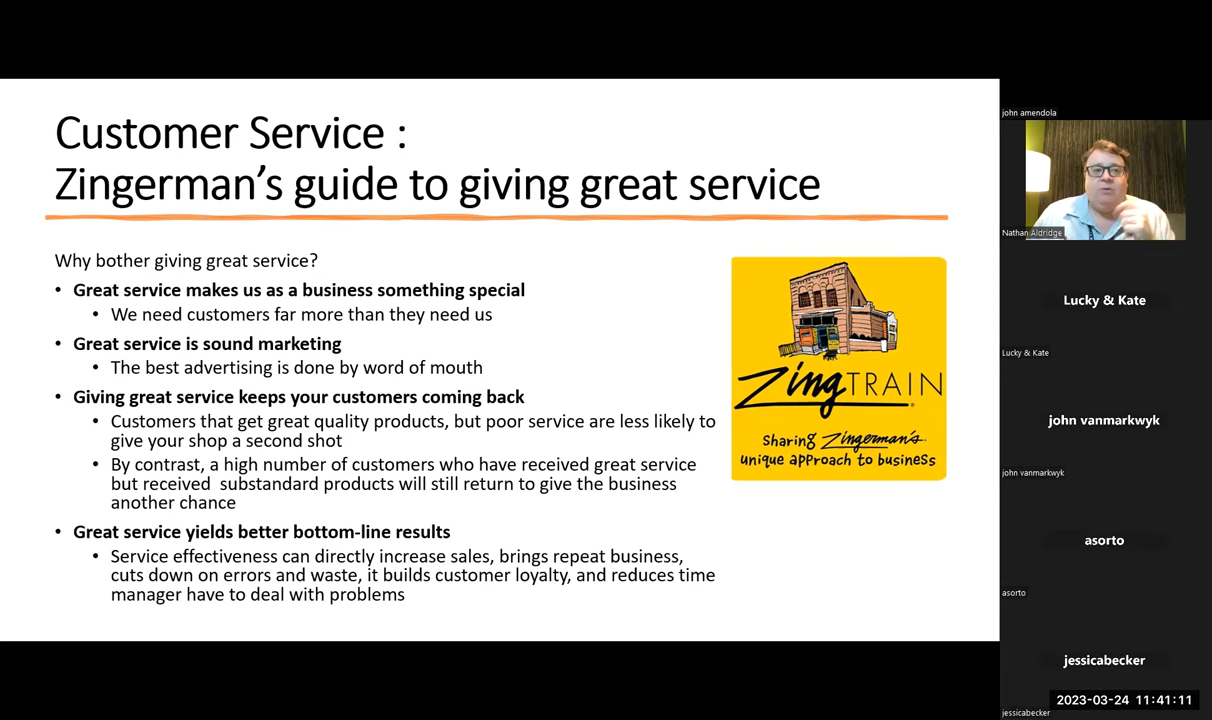 Customer Service :
Zingerman's guide to giving great service
Why bother giving great service?
• Great service makes us as a business something special
• We need customers far more than they need us
• Great service is sound marketing
• The best advertising is done by word of mouth
• Giving great service keeps your customers coming back
• Customers that get great quality products, but poor service are less likely to
give your shop a second shot
• By contrast, a high number of customers who have received great service
but received substandard products will still return to give the business
another chance
• Great service yields better bottom-line results
• Service effectiveness can directly increase sales, brings repeat business,
cuts down on errors and waste, it builds customer loyalty, and reduces time
manager have to deal with problems
ZingTRAIN
Sharing Zingerman's
unique approach to business
john amendola
Nathan Aldridge
Lucky & Kate
Lucky & Kate
john vanmarkwyk
john vanmarkwyk
asorto
asorto
jessicabecker
2023-03-24 11:41:11
jessicabecker